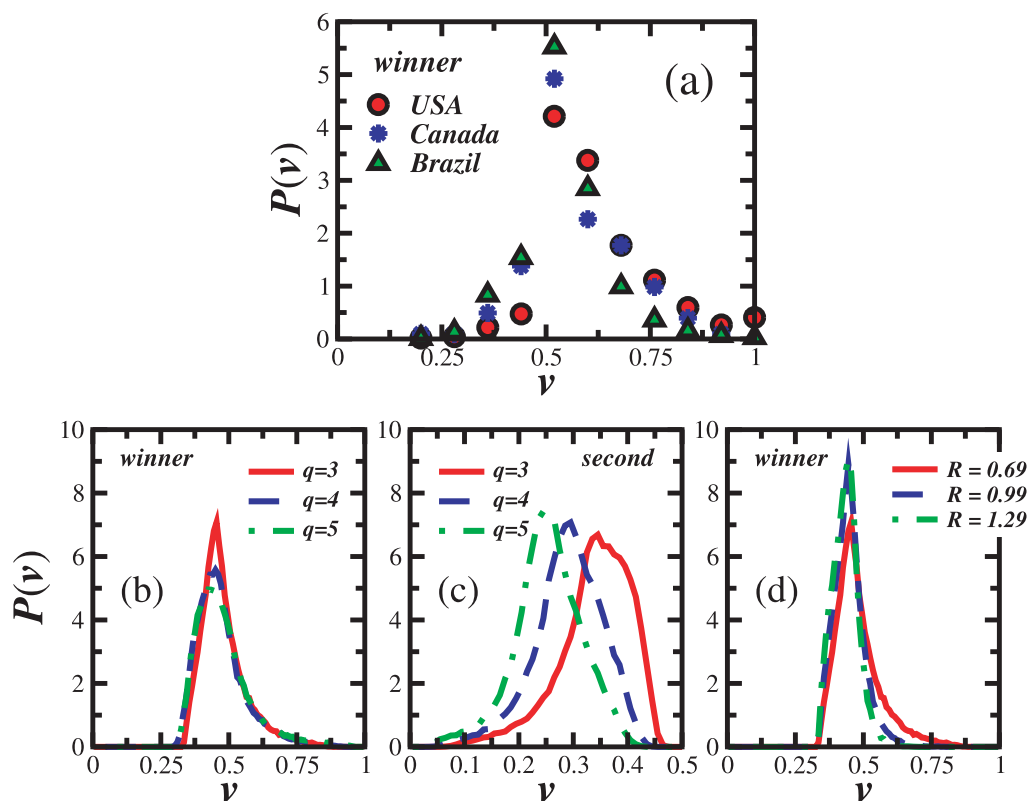 6
5
4
3
2
1
0
P(v)
winner
USA
Canada
Brazil
(a)
0 0.25 0.5 0.75 1
v
10
8
6
4
2
0
P(v)
winner
q=3
q=4
q=5
(b)
0 0.25 0.5 0.75 1
v
10
8
6
4
2
0
q=3 second
q=4
q=5
(c)
0 0.1 0.2 0.3 0.4 0.5
v
10
8
6
4
2
0
winner
R = 0.69
R = 0.99
R = 1.29
(d)
0 0.25 0.5 0.75 1
v